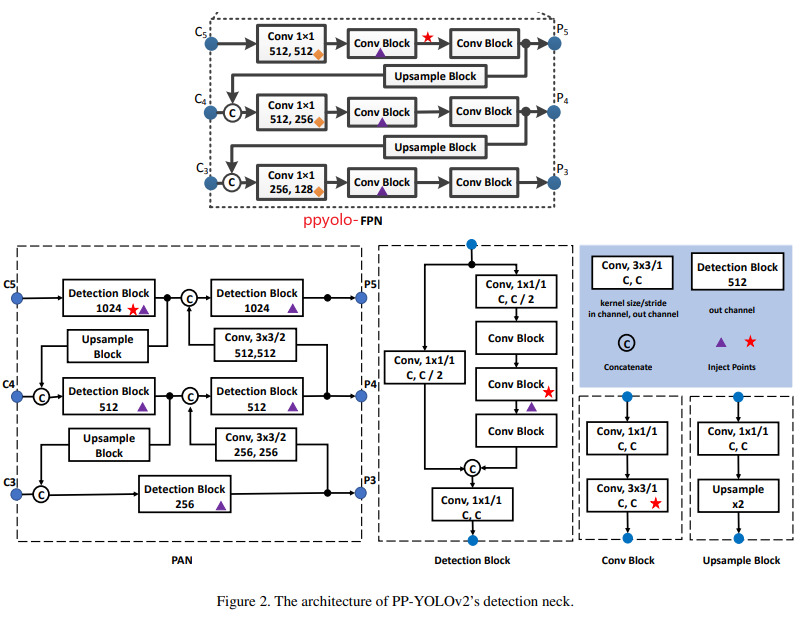 C5
Conv 1×1
512, 512
Conv Block
Conv Block
P5
Upsample Block
C4
C
Conv 1×1
512, 256
Conv Block
Conv Block
P4
Upsample Block
C3
C
Conv 1×1
256, 128
Conv Block
Conv Block
P3
ppyolo-FPN
C5
Detection Block
1024
C
Detection Block
1024
P5
Upsample
Block
Conv, 3x3/2
512,512
C4
C
Detection Block
512
C
Detection Block
512
P4
Upsample
Block
Conv, 3x3/2
256, 256
C3
C
Detection Block
256
P3
PAN
Conv, 1x1/1
C, C / 2
Conv Block
Conv, 1x1/1
C, C / 2
Conv Block
Conv Block
C
Conv, 1x1/1
C, C
Detection Block
Conv, 3x3/1
C, C
Detection Block
512
kernel size/stride
in channel, out channel
out channel
C
Concatenate
Inject Points
Conv, 1x1/1
C, C
Conv, 3x3/1
C, C
Conv Block
Conv, 1x1/1
C, C
Upsample
x2
Upsample Block
Figure 2. The architecture of PP-YOLOv2's detection neck.